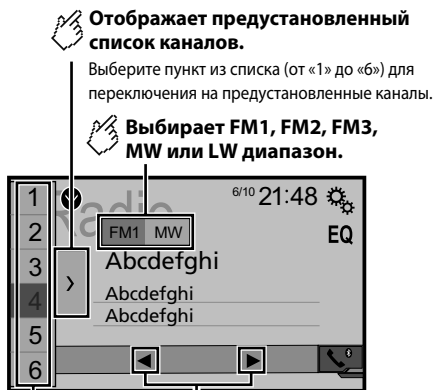 Отображает предустановленный
список каналов.
Выберите пункт из списка (от «1» до «6») для
переключения на предустановленные каналы.
Выбирает FM1, FM2, FM3,
MW или LW диапазон.
Radio
6/10 21:48
1
2
3
4
5
6
FM1 MW
EQ
Abcdefghi
Abcdefghi
Abcdefghi